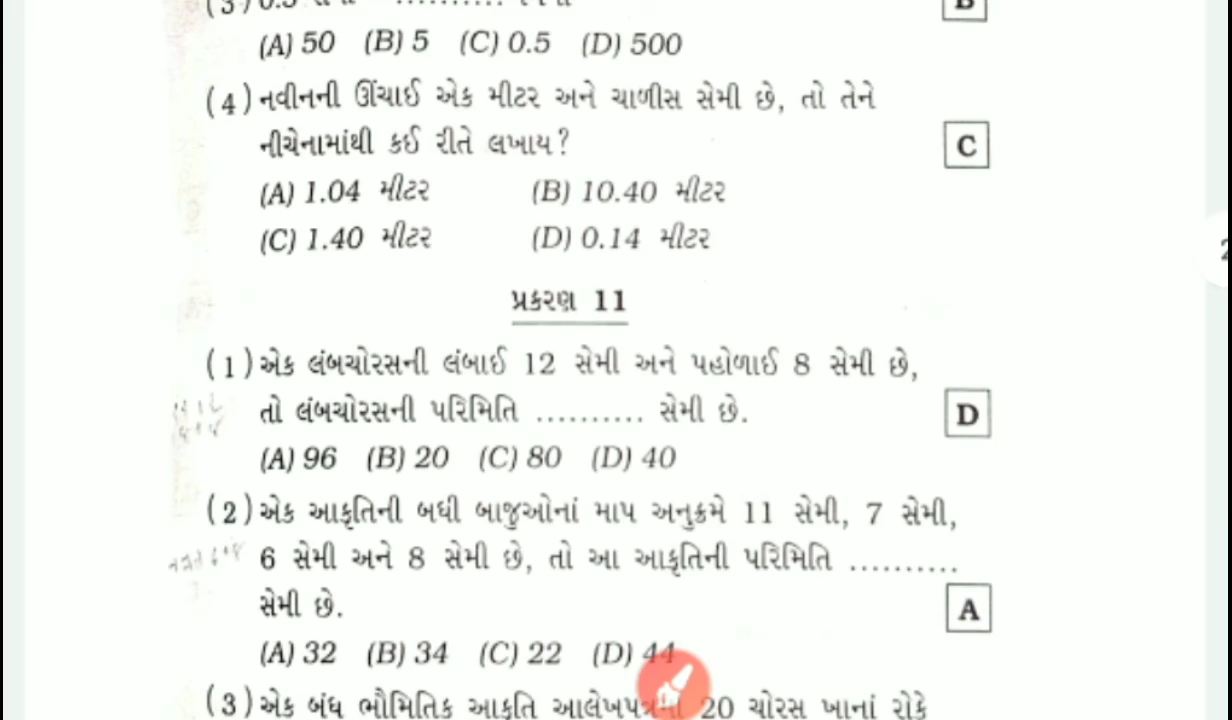 (A) 50 (B) 5 (C) 0.5 (D) 500
(4) નવીનની ઊંચાઈ એક મીટર અને ચાળીસ સેમી છે, તો તેને
નીચેનામાંથી કઈ રીતે લખાય?
C
(A) 1.04 મીટર (B) 10.40 મીટર
(C) 1.40 મીટર (D) 0.14 મીટર
પ્રકરણ 11
(1) એક લંબચોરસની લંબાઈ 12 સેમી અને પહોળાઈ 8 સેમી છે,
તો લંબચોરસની પરિમિતિ .......... સેમી છે.
D
(A) 96 (B) 20 (C) 80 (D) 40
(2) એક આકૃતિની બધી બાજુઓનાં માપ અનુક્રમે 11 સેમી, 7 સેમી,
6 સેમી અને 8 સેમી છે, તો આ આકૃતિની પરિમિતિ ..........
સેમી છે.
A
(A) 32 (B) 34 (C) 22 (D) 44
(3) એક બંધ ભૌમિતિક આકૃતિ 20 ચોરસ ખાનાં રોકે